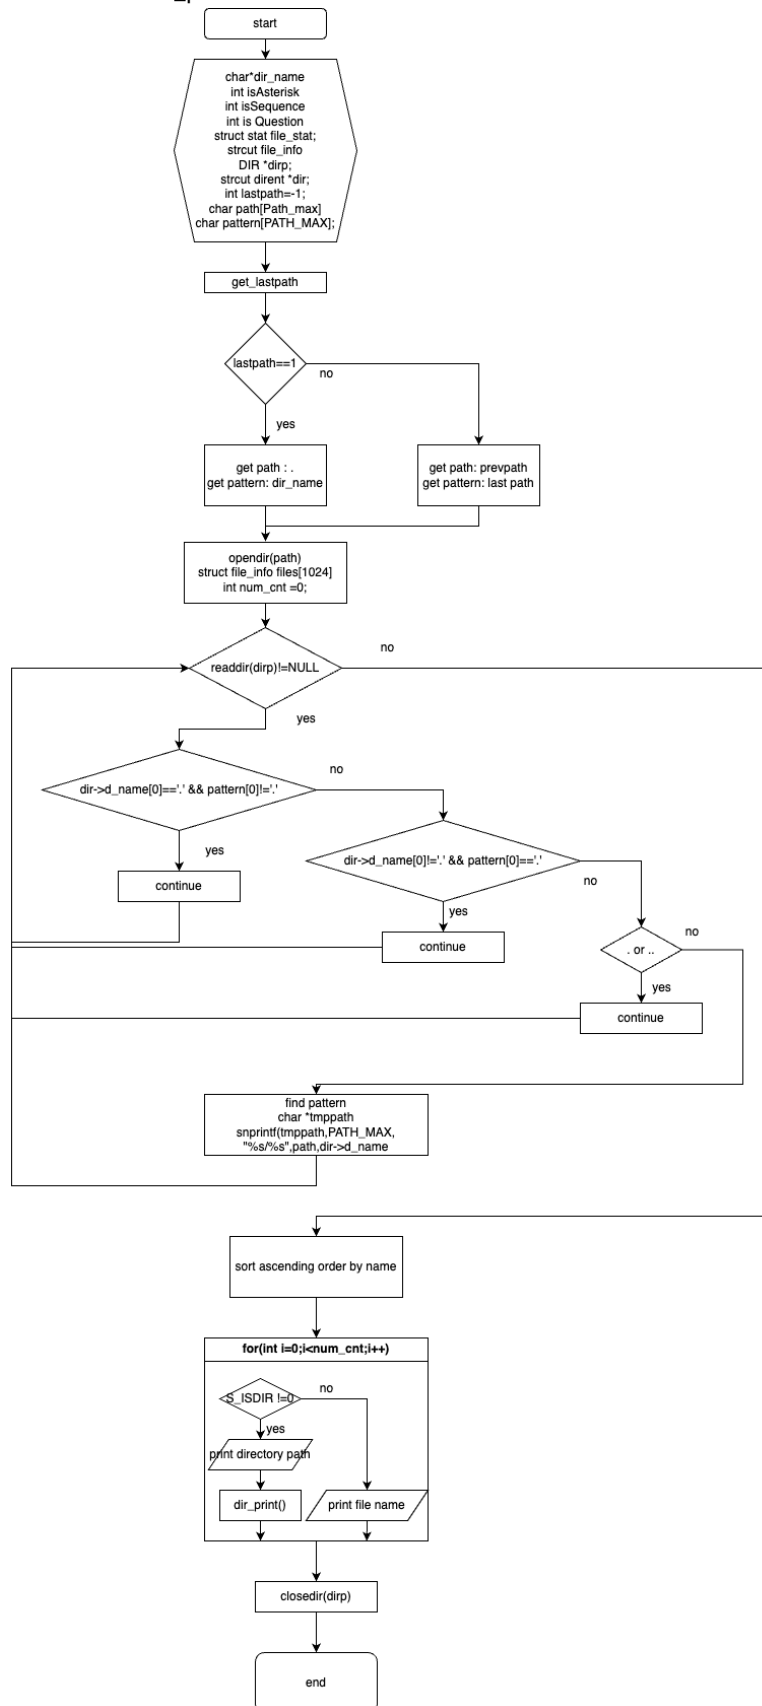 start
char*dir_name
int isAsterisk
int isSequence
int is Question
struct stat file_stat;
strcut file_info
DIR *dirp;
strcut dirent *dir;
int lastpath=-1;
char path[Path_max]
char pattern[PATH_MAX];
get_lastpath
lastpath==1
no
yes
get path : .
get pattern: dir_name
get path: prevpath
get pattern: last path
opendir(path)
struct file_info files[1024]
int num_cnt =0;
readdir(dirp)!=NULL
no
yes
dir->d_name[0]=='.' && pattern[0]!='.'
no
yes
continue
dir->d_name[0]!='.' && pattern[0]=='.'
no
yes
continue
. or ..
no
yes
continue
find pattern
char *tmppath
snprintf(tmppath,PATH_MAX,
"%s/%s",path,dir->d_name
sort ascending order by name
for(int i=0;i<num_cnt;i++)
S_ISDIR !=0
no
yes
print directory path
dir_print()
print file name
closedir(dirp)
end